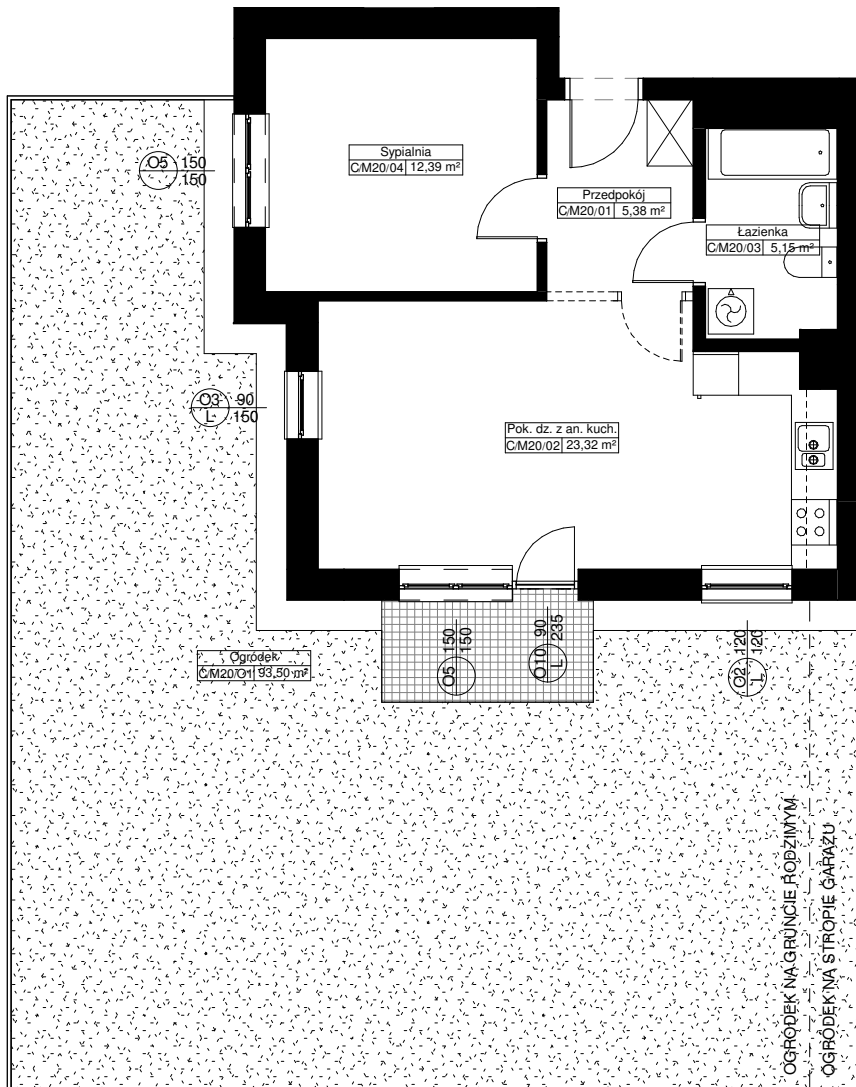 Sypialnia
C/M20/04 12,39 m²
O5 150
150
Przedpokój
C/M20/01 5,38 m²
Łazienka
C/M20/03 5,15 m²
O3 90
L 150
Pok. dz. z an. kuch.
C/M20/02 23,32 m²
O5 150
150
O10 90
L 235
O2 120
L 120
Ogródek
C/M20/O1 93,50 m²
OGRÓDEK NA GRUNCIE RODZIMYM
OGRÓDEK NA STROPIE GARAŻU